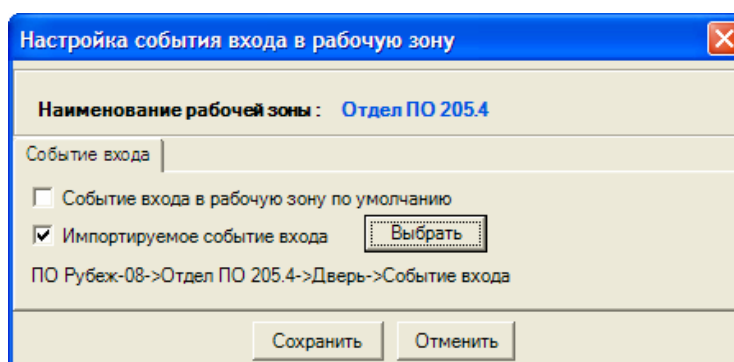 Настройка события входа в рабочую зону
Наименование рабочей зоны : Отдел ПО 205.4
Событие входа
Событие входа в рабочую зону по умолчанию
Импортируемое событие входа Выбрать
ПО Рубеж-08->Отдел ПО 205.4->Дверь->Событие входа
Сохранить Отменить